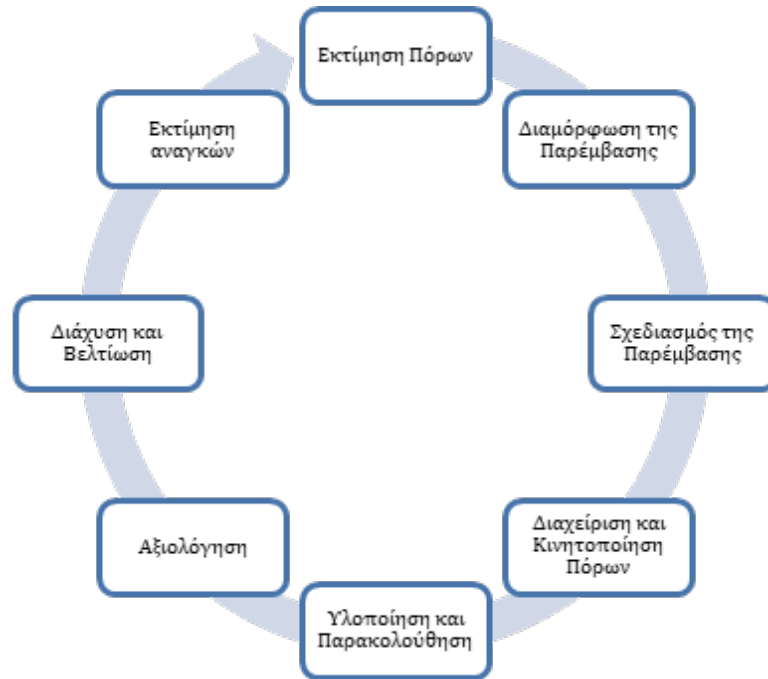 Εκτίμηση Πόρων
Διαμόρφωση της
Παρέμβασης
Σχεδιασμός της
Παρέμβασης
Διαχείριση και
Κινητοποίηση
Πόρων
Υλοποίηση και
Παρακολούθηση
Αξιολόγηση
Διάχυση και
Βελτίωση
Εκτίμηση
αναγκών